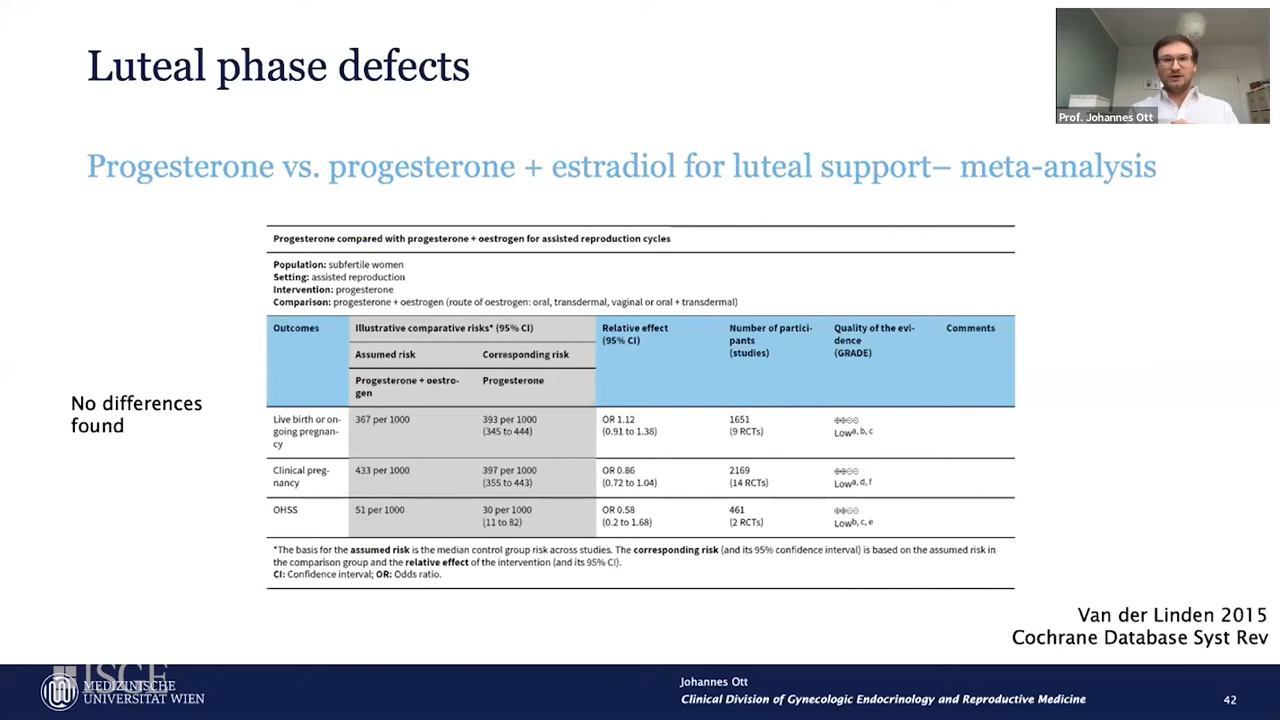 Luteal phase defects
Prof. Johannes Ott
Progesterone vs. progesterone + estradiol for luteal support– meta-analysis
Progesterone compared with progesterone + oestrogen for assisted reproduction cycles
Population: subfertile women
Setting: assisted reproduction
Intervention: progesterone
Comparison: progesterone + oestrogen (route of oestrogen: oral, transdermal, vaginal or oral + transdermal)
Outcomes
Illustrative comparative risks* (95% CI)
Relative effect
(95% CI)
Number of partici-
pants
(studies)
Quality of the evi-
dence
(GRADE)
Comments
Assumed risk
Corresponding risk
Progesterone + oestro-
gen
Progesterone
No differences
found
Live birth or on-
going pregnan-
cy
367 per 1000
393 per 1000
(345 to 444)
OR 1.12
(0.91 to 1.38)
1651
(9 RCTs)
⊕⊕⊝⊝
Low a, b, c
Clinical preg-
nancy
433 per 1000
397 per 1000
(355 to 443)
OR 0.86
(0.72 to 1.04)
2169
(14 RCTs)
⊕⊕⊝⊝
Low a, d, f
OHSS
51 per 1000
30 per 1000
(11 to 82)
OR 0.58
(0.2 to 1.68)
461
(2 RCTs)
⊕⊕⊝⊝
Low b, c, e
*The basis for the assumed risk is the median control group risk across studies. The corresponding risk (and its 95% confidence interval) is based on the assumed risk in
the comparison group and the relative effect of the intervention (and its 95% CI).
CI: Confidence interval; OR: Odds ratio.
Van der Linden 2015
Cochrane Database Syst Rev
ISGE
MEDIZINISCHE
UNIVERSITÄT WIEN
Johannes Ott
Clinical Division of Gynecologic Endocrinology and Reproductive Medicine
42